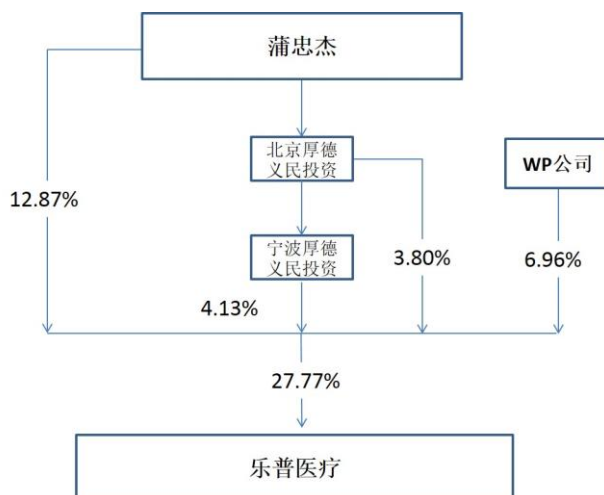 蒲忠杰
北京厚德
义民投资
WP公司
12.87%
宁波厚德
义民投资
3.80%
6.96%
4.13%
27.77%
乐普医疗